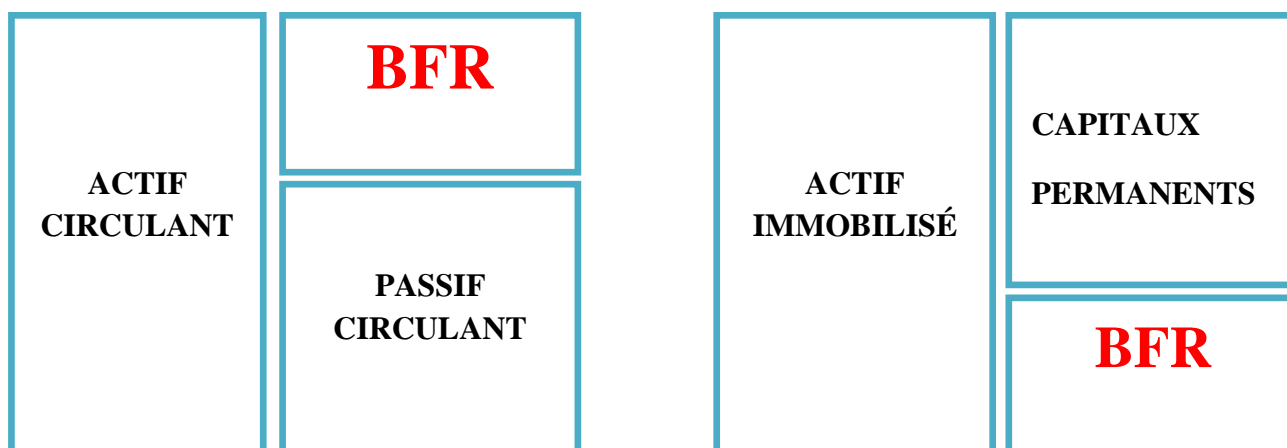 BFR
ACTIF
CIRCULANT
PASSIF
CIRCULANT
ACTIF
IMMOBILISÉ
CAPITAUX
PERMANENTS
BFR